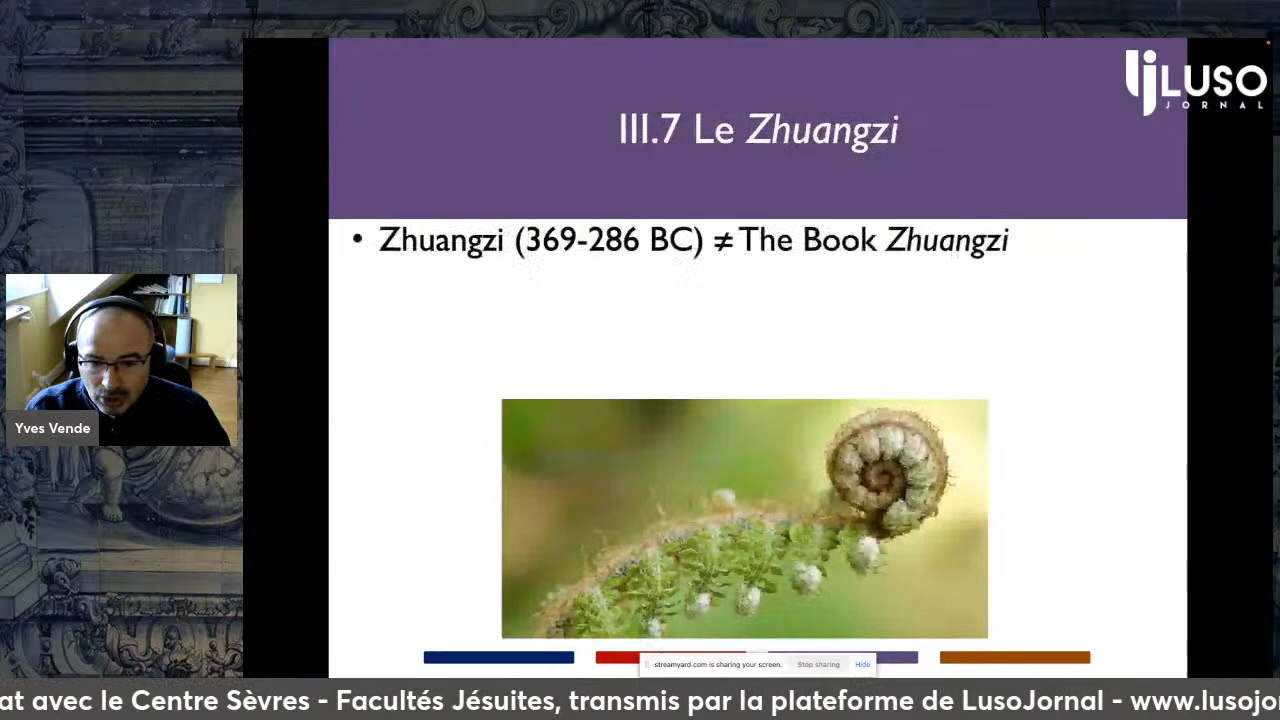 LUSO
JORNAL
III.7 Le Zhuangzi
• Zhuangzi (369-286 BC) ≠ The Book Zhuangzi
Yves Vende
streamyard.com is sharing your screen. Stop sharing Hide
at avec le Centre Sèvres - Facultés Jésuites, transmis par la plateforme de LusoJornal - www.lusojo